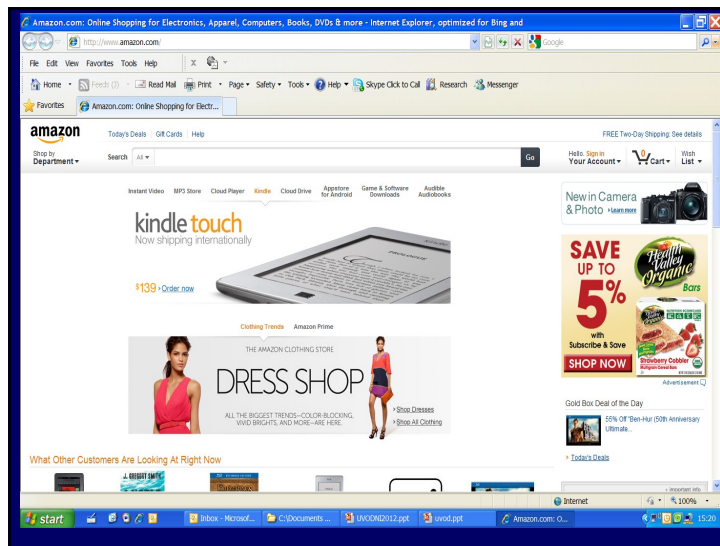 Amazon.com: Online Shopping for Electronics, Apparel, Computers, Books, DVDs & more - Internet Explorer, optimized for Bing and
http://www.amazon.com/
Google
File Edit View Favorites Tools Help
X
Home Feeds (J) Read Mail Print Page Safety Tools Help Skype Click to Call Research Messenger
Favorites Amazon.com: Online Shopping for Electr...
amazon Today's Deals Gift Cards Help FREE Two-Day Shipping: See details
Shop by
Department
Search All Go
Hello. Sign in
Your Account
0
Cart
Wish
List
Instant Video MP3 Store Cloud Player Kindle Cloud Drive
Appstore
for Android
Game & Software
Downloads
Audible
Audiobooks
kindle touch
Now shipping internationally
$139 › Order now
PROLOGUE
kindle
New in Camera
& Photo › Learn more
SAVE
UP TO
5%
with
Subscribe & Save
SHOP NOW
Health
Valley
Organic
Bars
Strawberry Cobbler
Multigrain Cereal Bars
Advertisement
Clothing Trends Amazon Prime
THE AMAZON CLOTHING STORE
DRESS SHOP
ALL THE BIGGEST TRENDS–COLOR-BLOCKING,
VIVID BRIGHTS, AND MORE–ARE HERE.
› Shop Dresses
› Shop All Clothing
Gold Box Deal of the Day
55% Off "Ben-Hur (50th Anniversary
Ultimate...
› Today's Deals
What Other Customers Are Looking At Right Now
J. GREGORY SMITH
› Important info
Internet 100%
start Inbox - Microsof... C:\Documents ... UVODNI2012.ppt uvod.ppt Amazon.com: O... 15:20